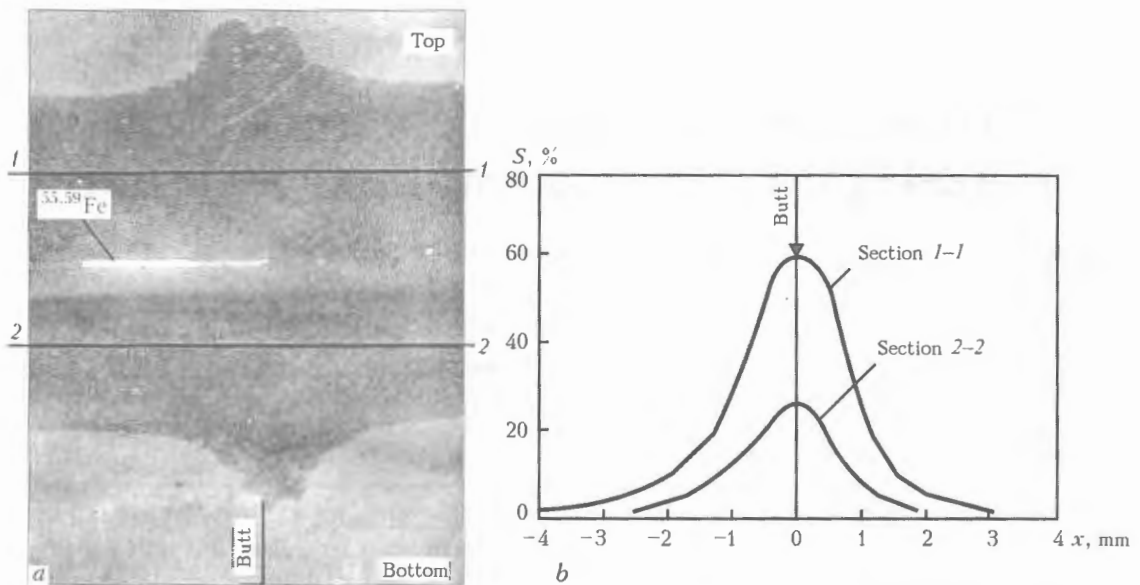 Top
1 1
55.59Fe
2 2
Butt
a Bottom
S, %
80
Butt
60
Section 1–1
40
Section 2–2
20
0
–4 –3 –2 –1 0 1 2 3 4 x, mm
b